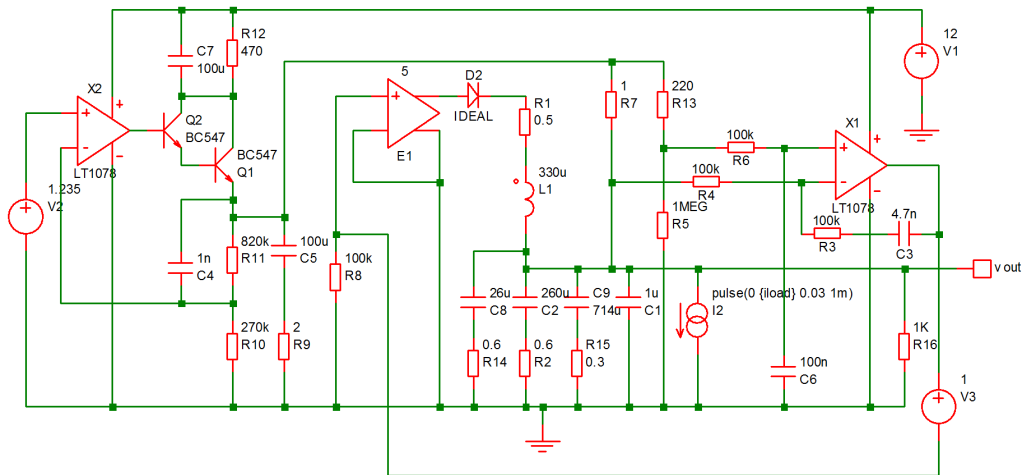 R12
470
C7
100u
X2
+
-
+
-
LT1078
Q2
BC547
BC547
Q1
1.235
V2
1n
C4
820k
R11
270k
R10
100u
C5
2
R9
5
+
-
E1
D2
IDEAL
R1
0.5
330u
L1
100k
R8
26u
C8
260u
C2
C9
714u
1u
C1
0.6
R14
0.6
R2
R15
0.3
1
R7
220
R13
100k
R6
100k
R4
1MEG
R5
X1
+
-
+
-
LT1078
100k
R3
4.7n
C3
pulse(0 {iload} 0.03 1m)
I2
100n
C6
12
V1
vout
1K
R16
1
V3